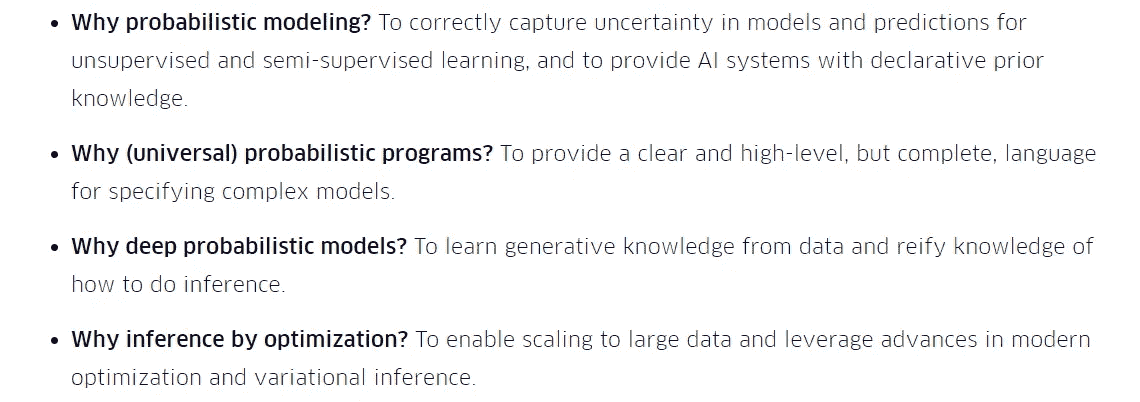 • Why probabilistic modeling? To correctly capture uncertainty in models and predictions for
unsupervised and semi-supervised learning, and to provide AI systems with declarative prior
knowledge.
• Why (universal) probabilistic programs? To provide a clear and high-level, but complete, language
for specifying complex models.
• Why deep probabilistic models? To learn generative knowledge from data and reify knowledge of
how to do inference.
• Why inference by optimization? To enable scaling to large data and leverage advances in modern
optimization and variational inference.